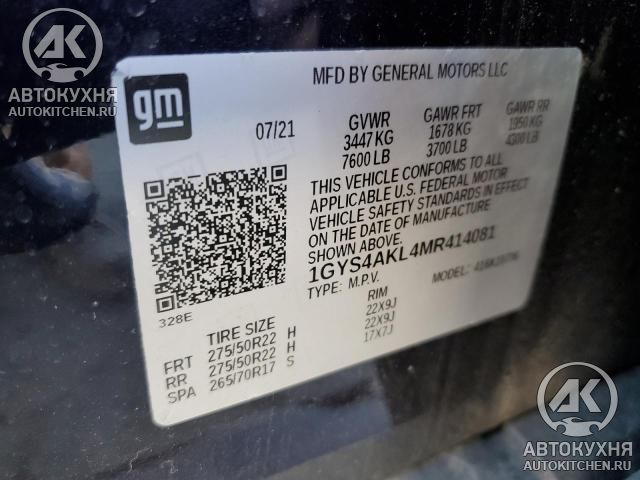 АК
АВТОКУХНЯ
AUTOKITCHEN.RU
gm
MFD BY GENERAL MOTORS LLC
07/21
GVWR GAWR FRT GAWR RR
3447 KG 1678 KG 1950 KG
7600 LB 3700 LB 4300 LB
THIS VEHICLE CONFORMS TO ALL
APPLICABLE U.S. FEDERAL MOTOR
VEHICLE SAFETY STANDARDS IN EFFECT
ON THE DATE OF MANUFACTURE
SHOWN ABOVE.
1GYS4AKL4MR414081
TYPE: M.P.V. MODEL:
328E
TIRE SIZE RIM
FRT 275/50R22 H 22X9J
RR 275/50R22 H 22X9J
SPA 265/70R17 S 17X7J
АК
АВТОКУХНЯ
AUTOKITCHEN.RU